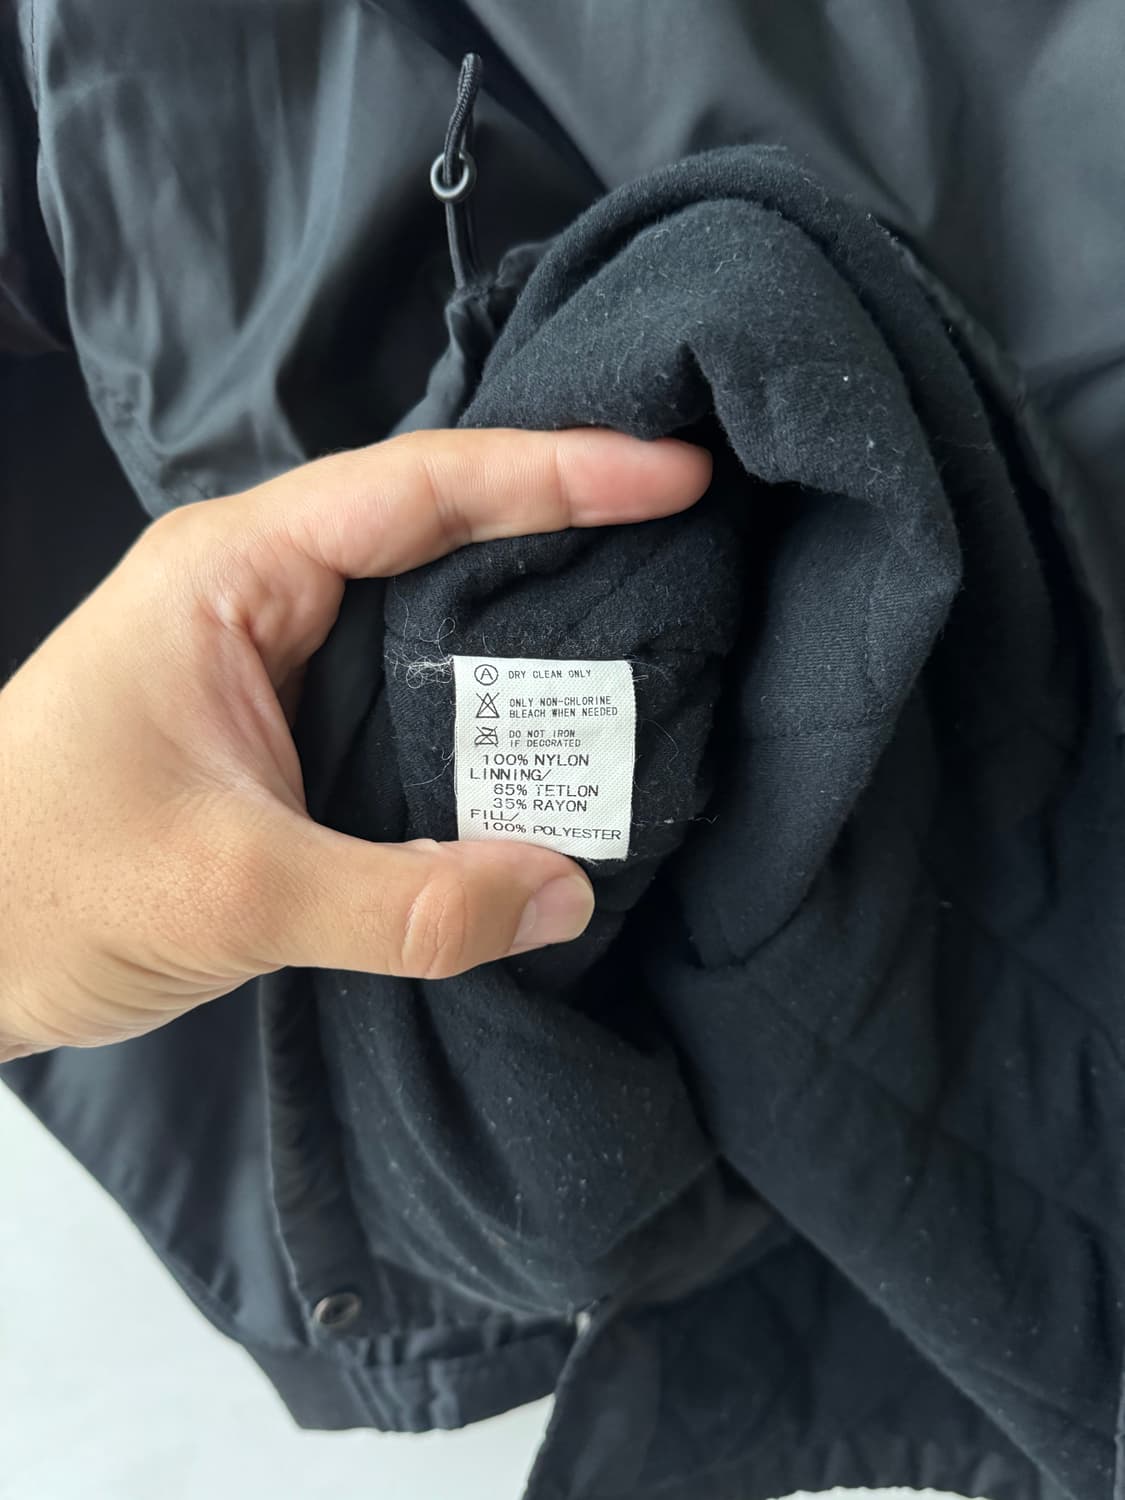 A DRY CLEAN ONLY
ONLY NON-CHLORINE
BLEACH WHEN NEEDED
DO NOT IRON
IF DECORATED
100% NYLON
LINNING/
65% TETLON
35% RAYON
FILL/
100% POLYESTER